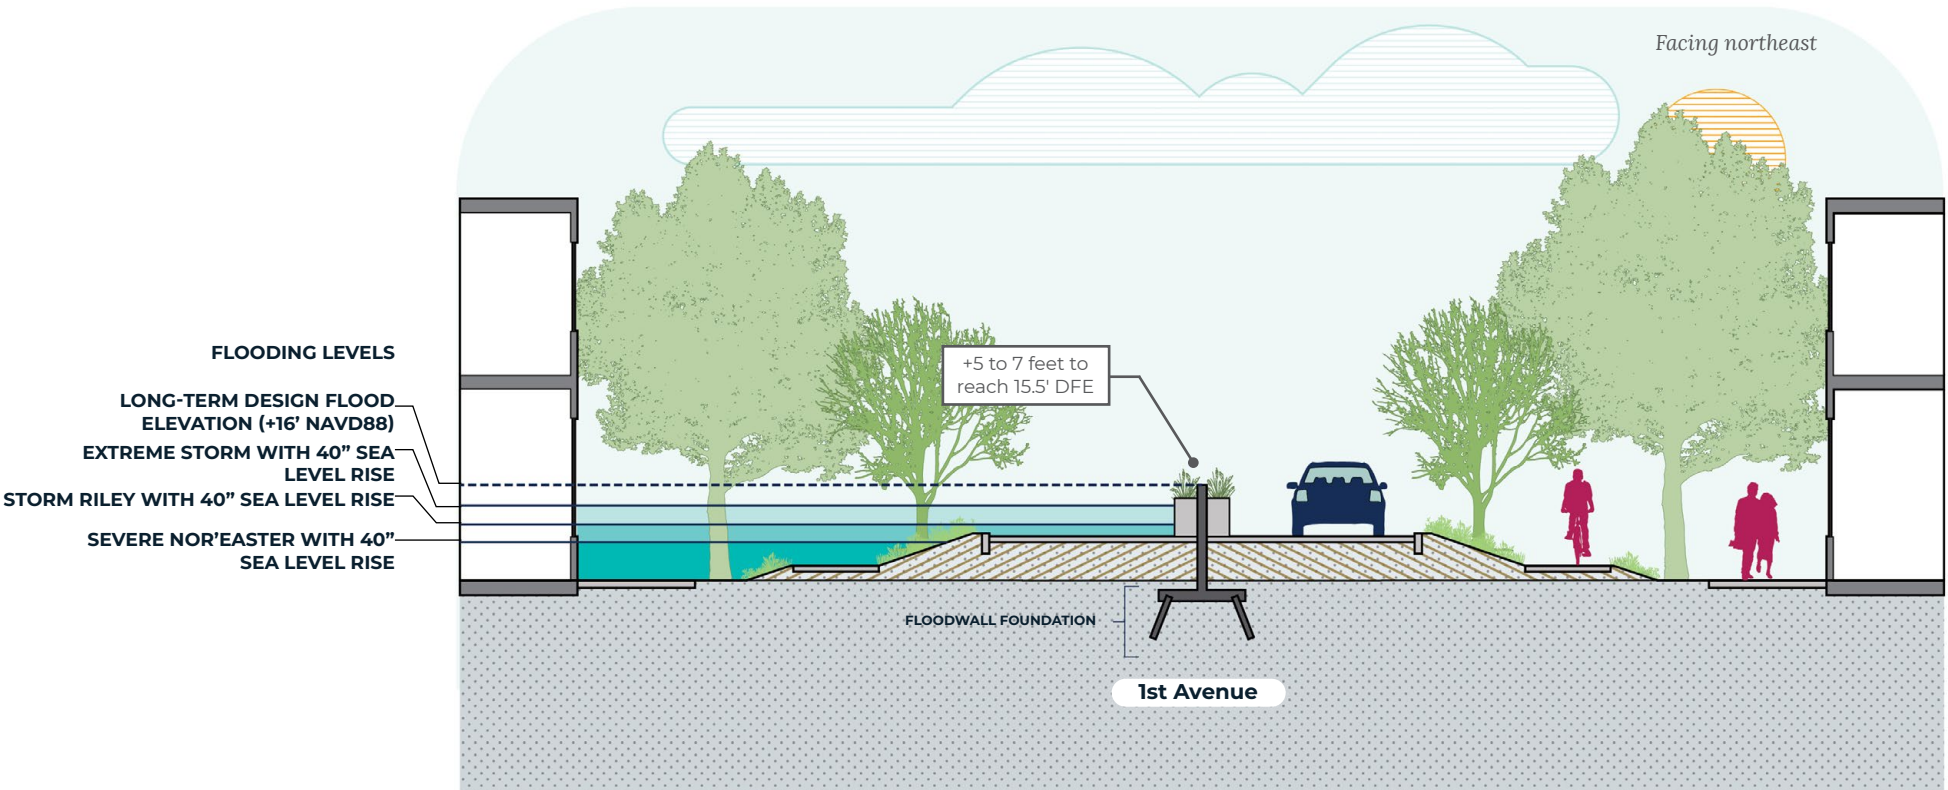 Facing northeast
+5 to 7 feet to
reach 15.5' DFE
FLOODING LEVELS
LONG-TERM DESIGN FLOOD
ELEVATION (+16’ NAVD88)
EXTREME STORM WITH 40” SEA
LEVEL RISE
STORM RILEY WITH 40” SEA LEVEL RISE
SEVERE NOR’EASTER WITH 40”
SEA LEVEL RISE
FLOODWALL FOUNDATION
1st Avenue